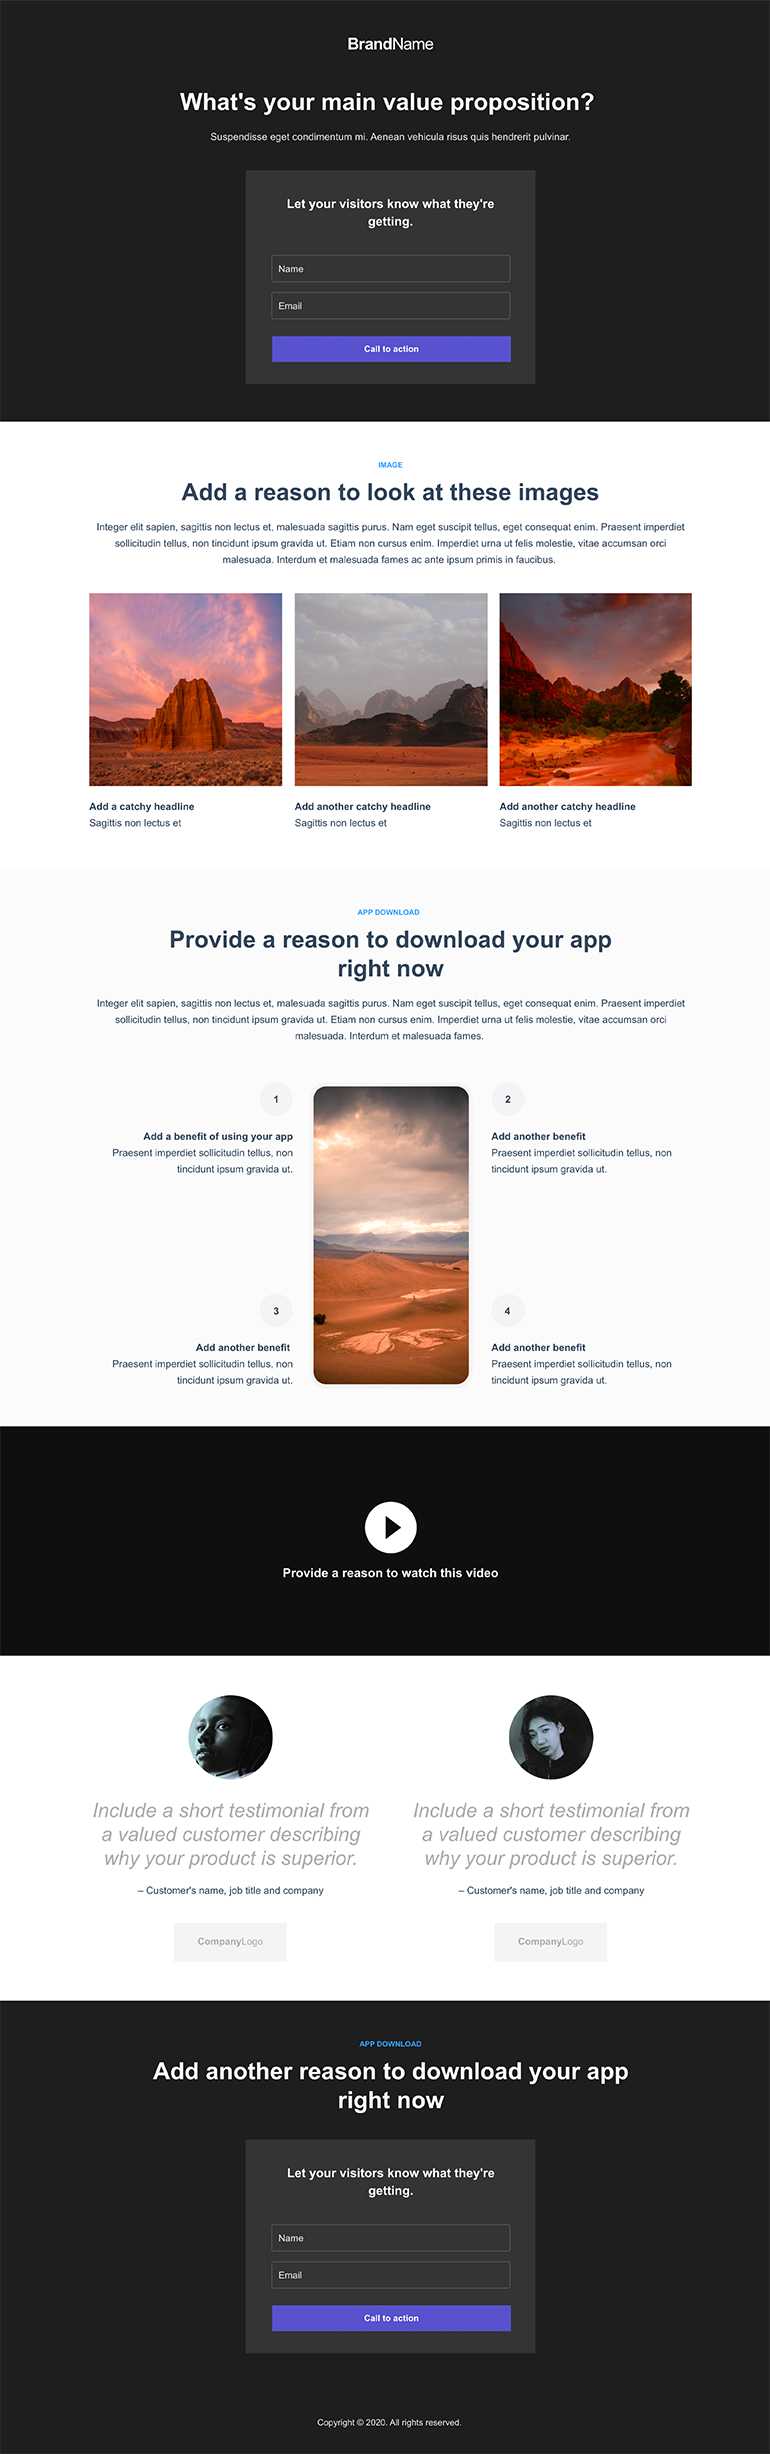 BrandName
What's your main value proposition?
Suspendisse eget condimentum mi. Aenean vehicula risus quis hendrerit pulvinar.
Let your visitors know what they're
getting.
Name
Email
Call to action
IMAGE
Add a reason to look at these images
Integer elit sapien, sagittis non lectus et, malesuada sagittis purus. Nam eget suscipit tellus, eget consequat enim. Praesent imperdiet
sollicitudin tellus, non tincidunt ipsum gravida ut. Etiam non cursus enim. Imperdiet urna ut felis molestie, vitae accumsan orci
malesuada. Interdum et malesuada fames ac ante ipsum primis in faucibus.
Add a catchy headline
Sagittis non lectus et
Add another catchy headline
Sagittis non lectus et
Add another catchy headline
Sagittis non lectus et
APP DOWNLOAD
Provide a reason to download your app
right now
Integer elit sapien, sagittis non lectus et, malesuada sagittis purus. Nam eget suscipit tellus, eget consequat enim. Praesent imperdiet
sollicitudin tellus, non tincidunt ipsum gravida ut. Etiam non cursus enim. Imperdiet urna ut felis molestie, vitae accumsan orci
malesuada. Interdum et malesuada fames.
1
Add a benefit of using your app
Praesent imperdiet sollicitudin tellus, non
tincidunt ipsum gravida ut.
2
Add another benefit
Praesent imperdiet sollicitudin tellus, non
tincidunt ipsum gravida ut.
3
Add another benefit
Praesent imperdiet sollicitudin tellus, non
tincidunt ipsum gravida ut.
4
Add another benefit
Praesent imperdiet sollicitudin tellus, non
tincidunt ipsum gravida ut.
Provide a reason to watch this video
Include a short testimonial from
a valued customer describing
why your product is superior.
– Customer's name, job title and company
CompanyLogo
Include a short testimonial from
a valued customer describing
why your product is superior.
– Customer's name, job title and company
CompanyLogo
APP DOWNLOAD
Add another reason to download your app
right now
Let your visitors know what they're
getting.
Name
Email
Call to action
Copyright © 2020. All rights reserved.